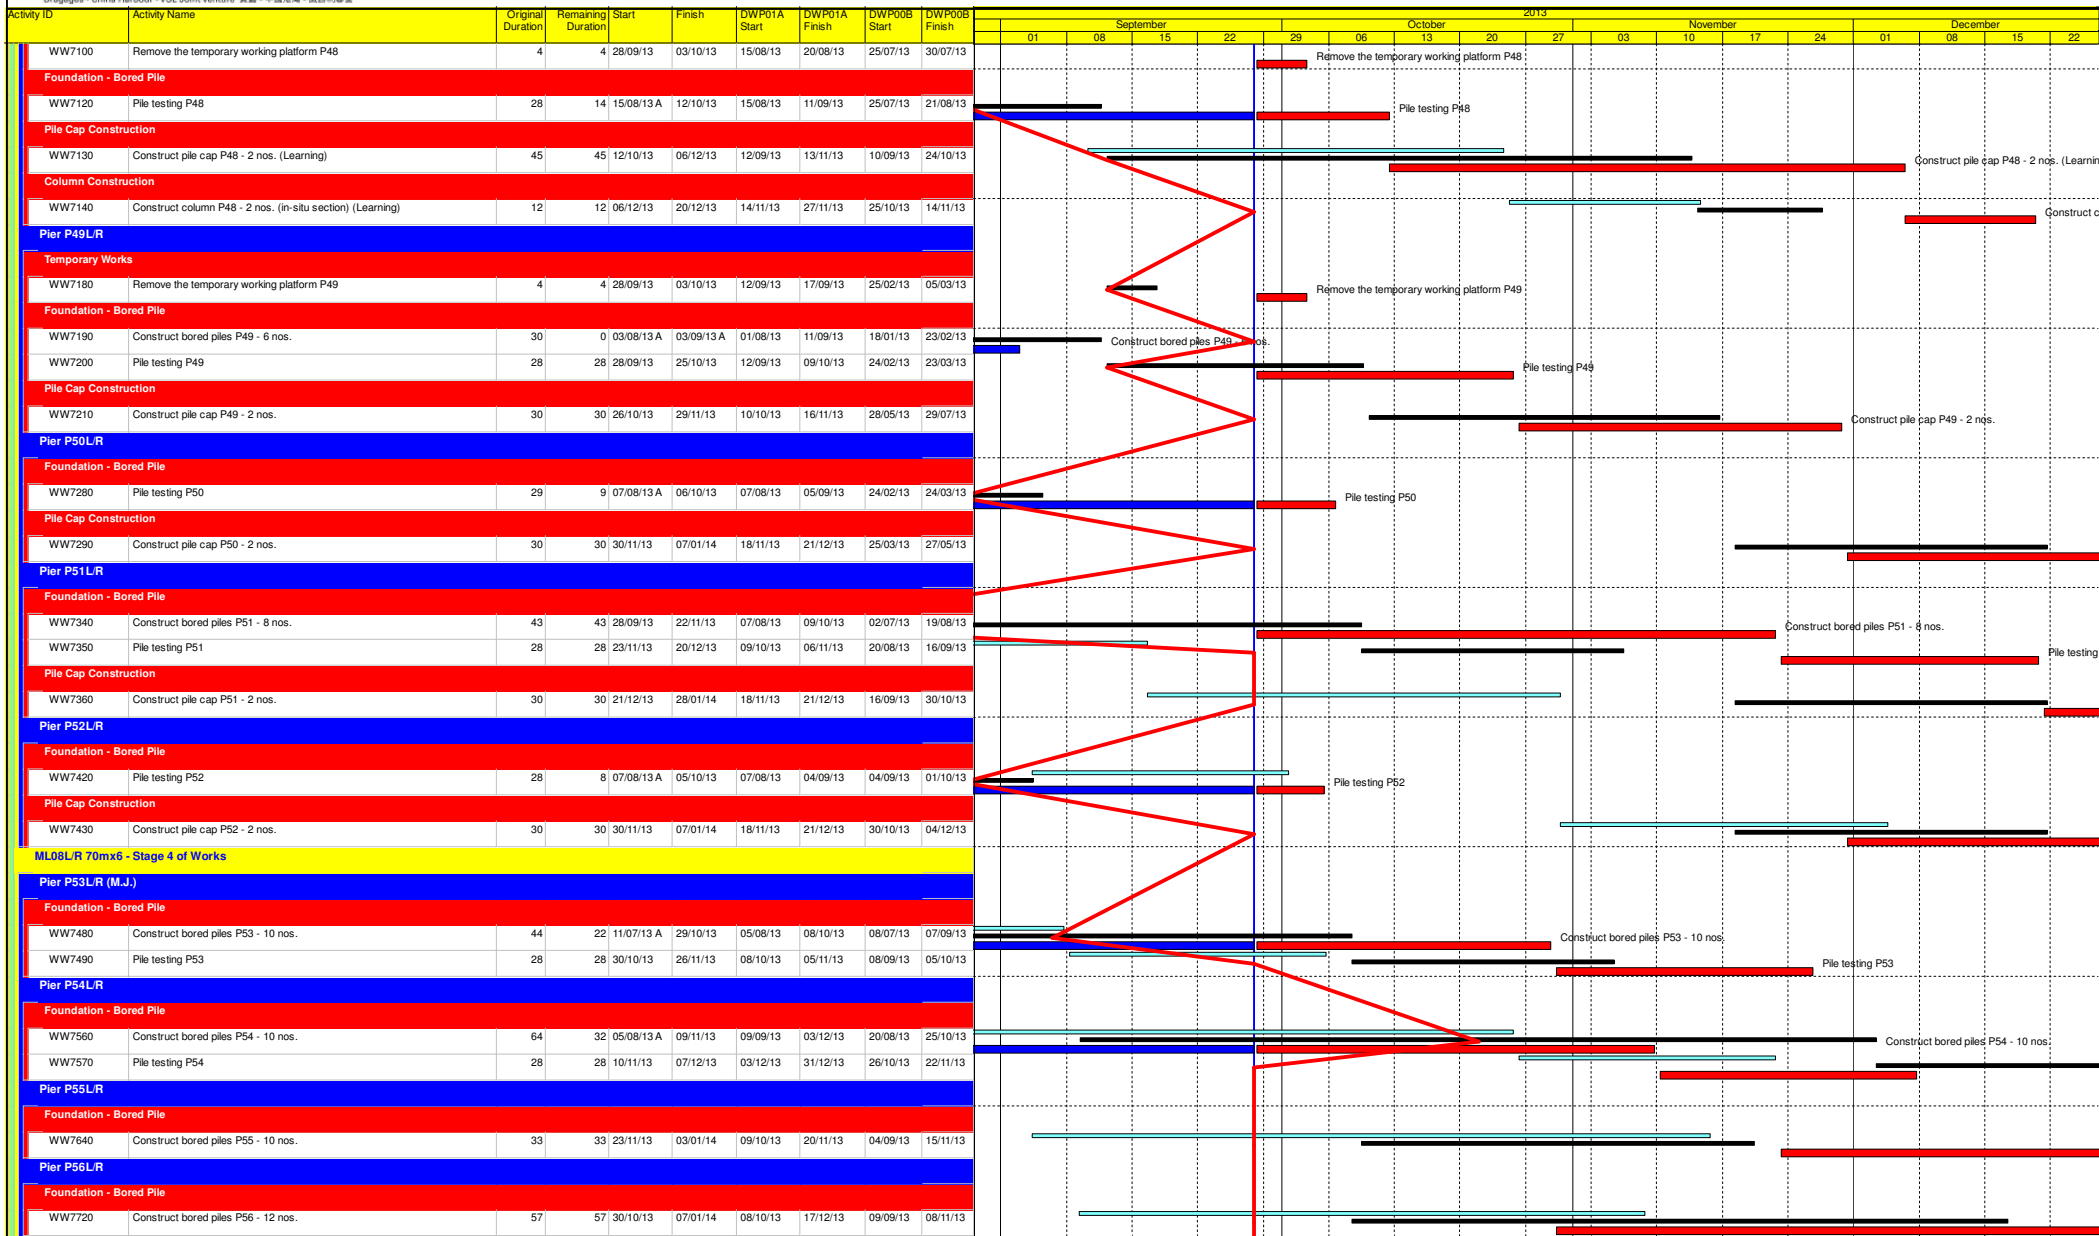 Activity ID Activity Name Original Duration Remaining Duration Start Finish DWP01A Start DWP01A Finish DWP00B Start DWP00B Finish
2013
September October November December
01 08 15 22 29 06 13 20 27 03 10 17 24 01 08 15 22
WW7100 Remove the temporary working platform P48 4 4 28/09/13 03/10/13 15/08/13 20/08/13 25/07/13 30/07/13 Remove the temporary working platform P48
Foundation - Bored Pile
WW7120 Pile testing P48 28 14 15/08/13 A 12/10/13 15/08/13 11/09/13 25/07/13 21/08/13 Pile testing P48
Pile Cap Construction
WW7130 Construct pile cap P48 - 2 nos. (Learning) 45 45 12/10/13 06/12/13 12/09/13 13/11/13 10/09/13 24/10/13 Construct pile cap P48 - 2 nos. (Learnin
Column Construction
WW7140 Construct column P48 - 2 nos. (in-situ section) (Learning) 12 12 06/12/13 20/12/13 14/11/13 27/11/13 25/10/13 14/11/13 Construct c
Pier P49L/R
Temporary Works
WW7180 Remove the temporary working platform P49 4 4 28/09/13 03/10/13 12/09/13 17/09/13 25/02/13 05/03/13 Remove the temporary working platform P49
Foundation - Bored Pile
WW7190 Construct bored piles P49 - 6 nos. 30 0 03/08/13 A 03/09/13 A 01/08/13 11/09/13 18/01/13 23/02/13 Construct bored piles P49 - 6 nos.
WW7200 Pile testing P49 28 28 28/09/13 25/10/13 12/09/13 09/10/13 24/02/13 23/03/13 Pile testing P49
Pile Cap Construction
WW7210 Construct pile cap P49 - 2 nos. 30 30 26/10/13 29/11/13 10/10/13 16/11/13 28/05/13 29/07/13 Construct pile cap P49 - 2 nos.
Pier P50L/R
Foundation - Bored Pile
WW7280 Pile testing P50 29 9 07/08/13 A 06/10/13 07/08/13 05/09/13 24/02/13 24/03/13 Pile testing P50
Pile Cap Construction
WW7290 Construct pile cap P50 - 2 nos. 30 30 30/11/13 07/01/14 18/11/13 21/12/13 25/03/13 27/05/13
Pier P51L/R
Foundation - Bored Pile
WW7340 Construct bored piles P51 - 8 nos. 43 43 28/09/13 22/11/13 07/08/13 09/10/13 02/07/13 19/08/13 Construct bored piles P51 - 8 nos.
WW7350 Pile testing P51 28 28 23/11/13 20/12/13 09/10/13 06/11/13 20/08/13 16/09/13 Pile testing
Pile Cap Construction
WW7360 Construct pile cap P51 - 2 nos. 30 30 21/12/13 28/01/14 18/11/13 21/12/13 16/09/13 30/10/13
Pier P52L/R
Foundation - Bored Pile
WW7420 Pile testing P52 28 8 07/08/13 A 05/10/13 07/08/13 04/09/13 04/09/13 01/10/13 Pile testing P52
Pile Cap Construction
WW7430 Construct pile cap P52 - 2 nos. 30 30 30/11/13 07/01/14 18/11/13 21/12/13 30/10/13 04/12/13
ML08L/R 70mx6 - Stage 4 of Works
Pier P53L/R (M.J.)
Foundation - Bored Pile
WW7480 Construct bored piles P53 - 10 nos. 44 22 11/07/13 A 29/10/13 05/08/13 08/10/13 08/07/13 07/09/13 Construct bored piles P53 - 10 nos.
WW7490 Pile testing P53 28 28 30/10/13 26/11/13 08/10/13 05/11/13 08/09/13 05/10/13 Pile testing P53
Pier P54L/R
Foundation - Bored Pile
WW7560 Construct bored piles P54 - 10 nos. 64 32 05/08/13 A 09/11/13 09/09/13 03/12/13 20/08/13 25/10/13 Construct bored piles P54 - 10 nos.
WW7570 Pile testing P54 28 28 10/11/13 07/12/13 03/12/13 31/12/13 26/10/13 22/11/13
Pier P55L/R
Foundation - Bored Pile
WW7640 Construct bored piles P55 - 10 nos. 33 33 23/11/13 03/01/14 09/10/13 20/11/13 04/09/13 15/11/13
Pier P56L/R
Foundation - Bored Pile
WW7720 Construct bored piles P56 - 12 nos. 57 57 30/10/13 07/01/14 08/10/13 17/12/13 09/09/13 08/11/13